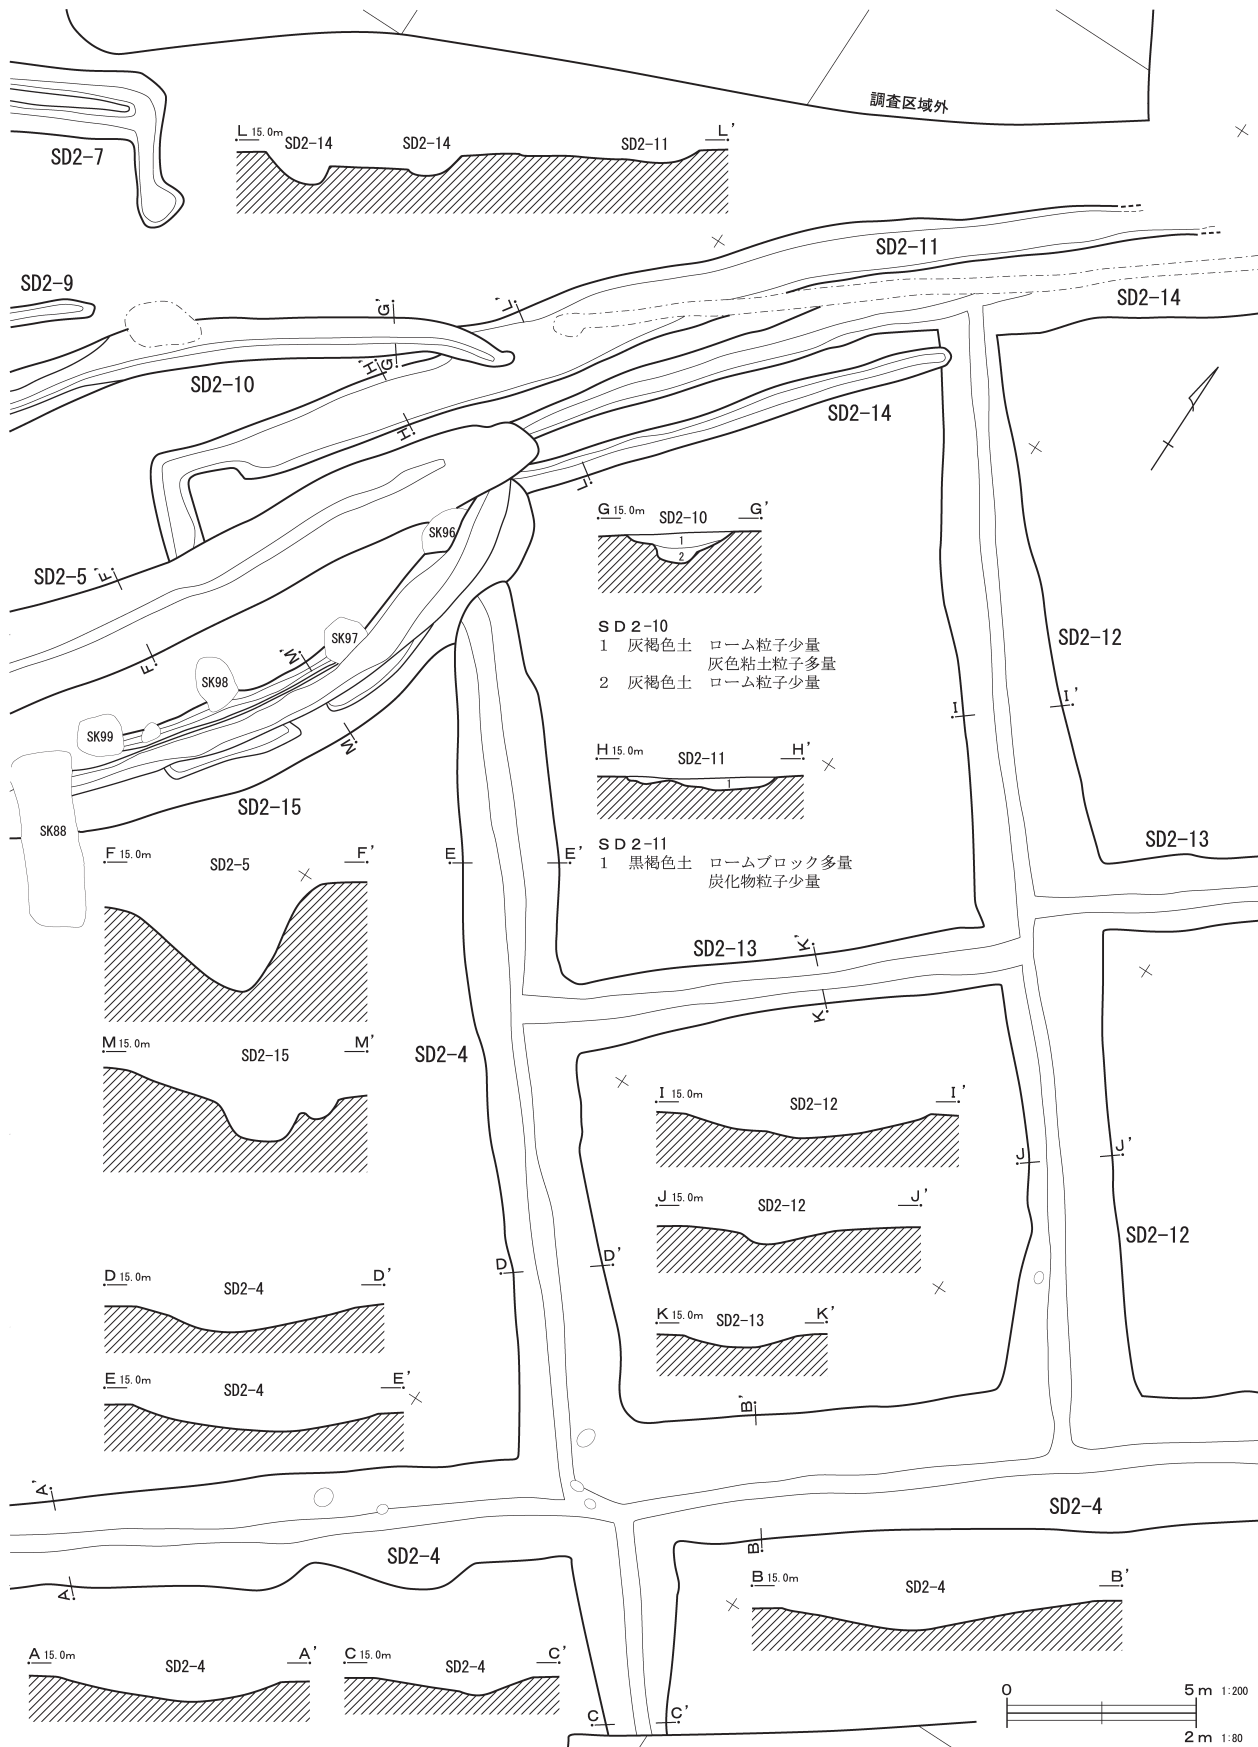 調査区域外
L 15.0m L'
SD2-14 SD2-14 SD2-11
SD2-7
SD2-11
SD2-9
SD2-14
G' L'
H' G
SD2-10
SD2-14
H
L
SK96
G 15.0m G'
SD2-10
1
2
SD2-5 F'
SD2-10
1 灰褐色土 ローム粒子少量
灰色粘土粒子多量
2 灰褐色土 ローム粒子少量
SK97
SD2-12
M'
F
SK98
I I'
SK99
M
H 15.0m H'
SD2-11
1
SD2-15
SK88
SD2-11
1 黒褐色土 ロームブロック多量
炭化物粒子少量
SD2-13
F 15.0m F'
SD2-5
E E'
SD2-13 K'
K
M 15.0m M'
SD2-15
SD2-4
I 15.0m I'
SD2-12
J J'
J 15.0m J'
SD2-12
SD2-12
D D'
D 15.0m D'
SD2-4
K 15.0m K'
SD2-13
E 15.0m E'
SD2-4
B'
A'
SD2-4
B
SD2-4
A
B 15.0m B'
SD2-4
A 15.0m A'
SD2-4
C 15.0m C'
SD2-4
C C'
0 5m 1:200
2m 1:80